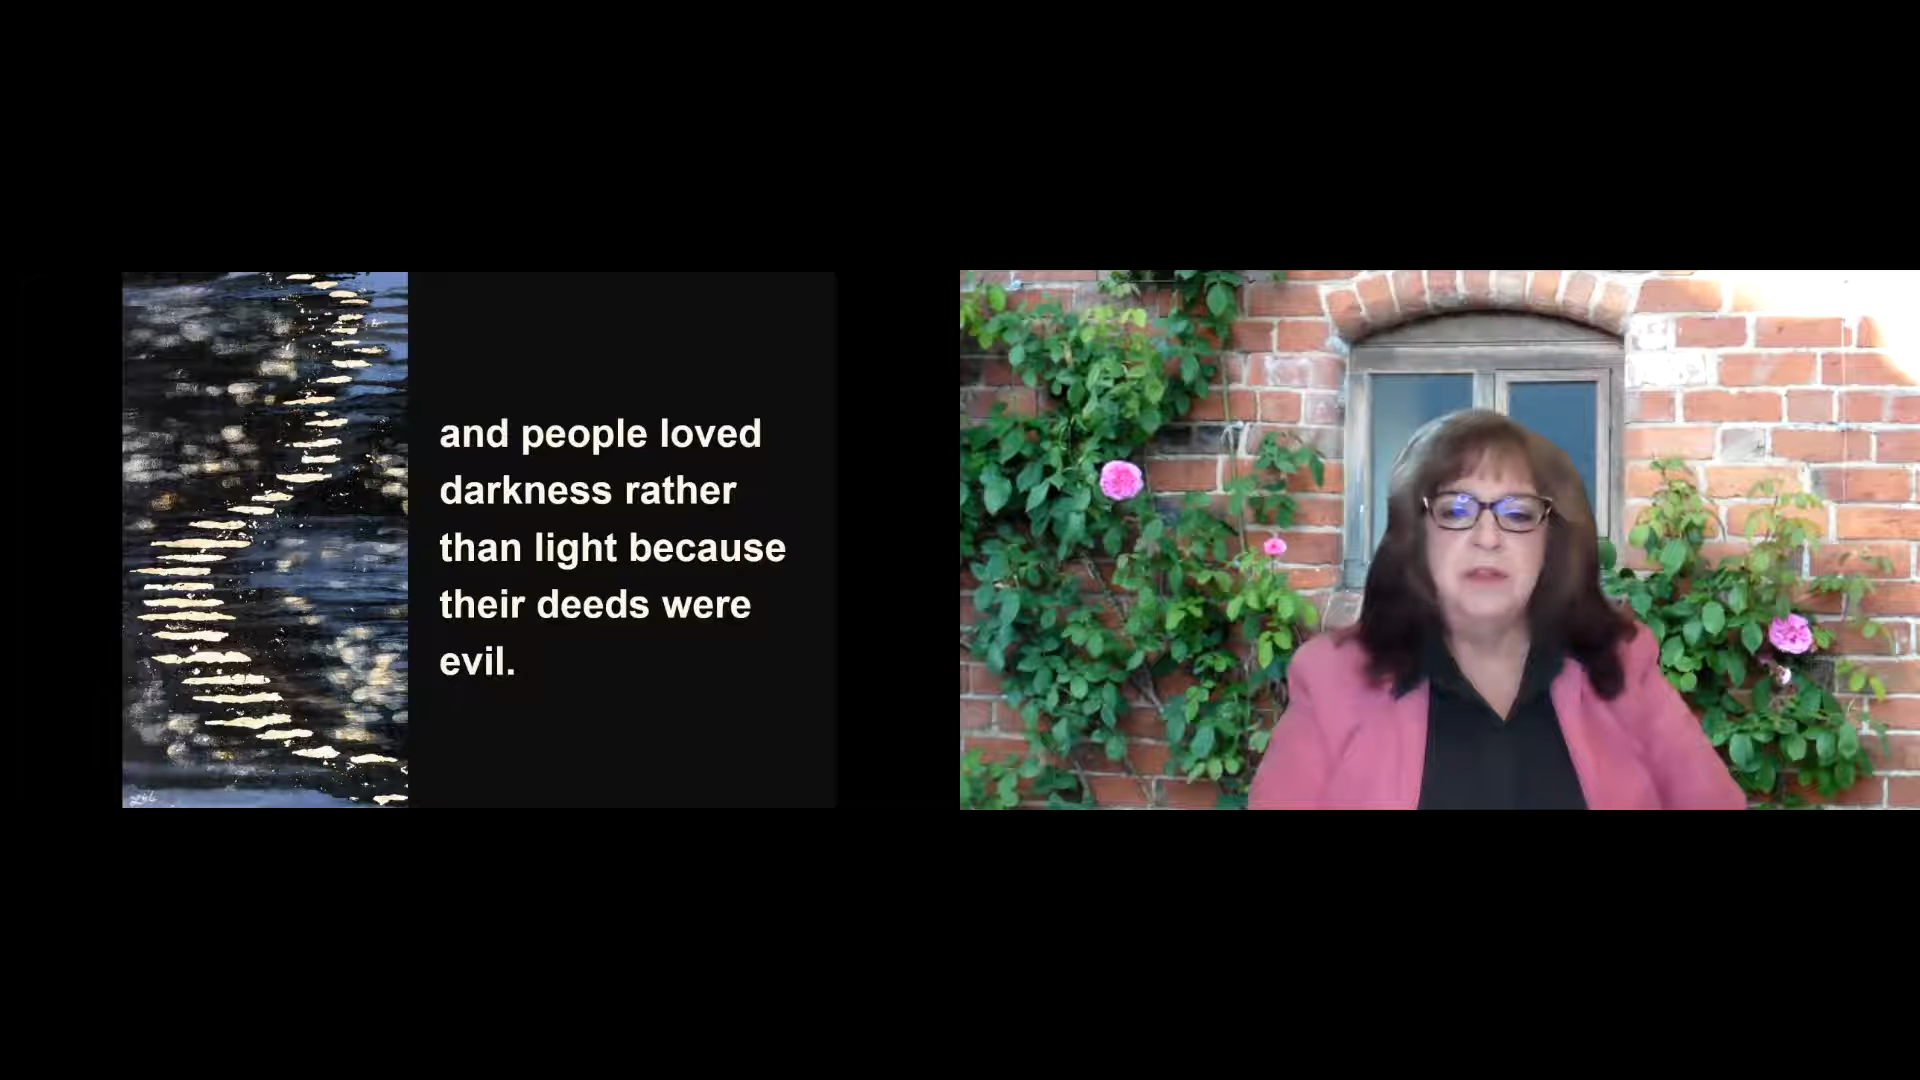 and people loved
darkness rather
than light because
their deeds were
evil.